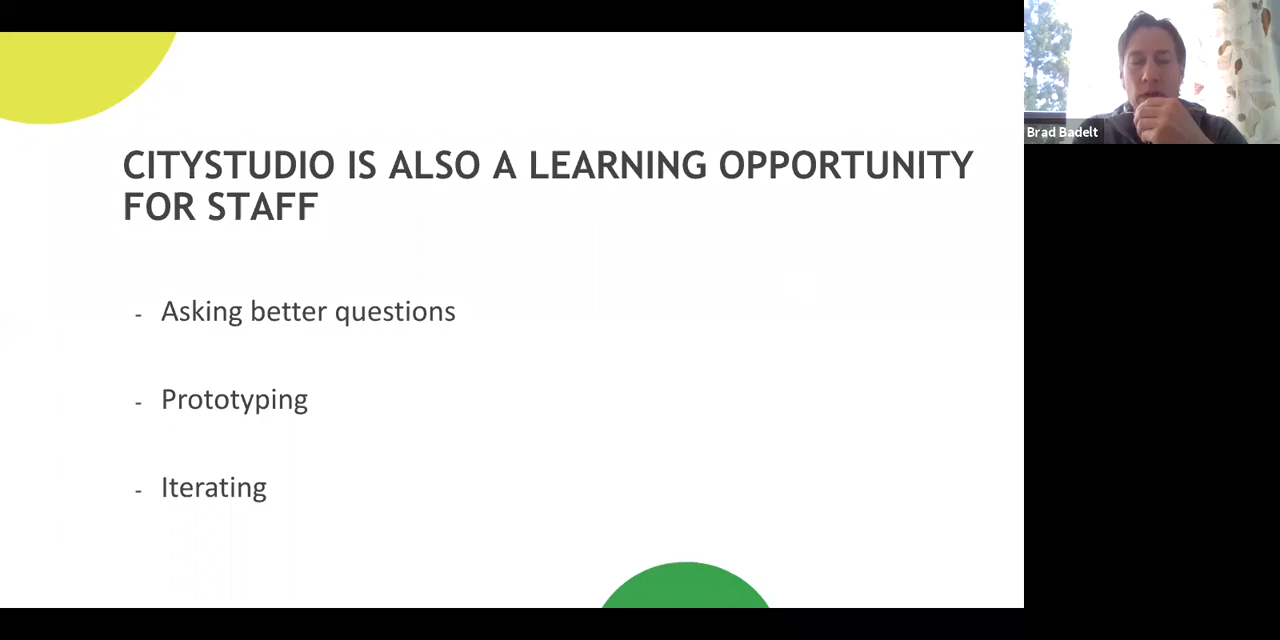 CITYSTUDIO IS ALSO A LEARNING OPPORTUNITY
FOR STAFF
- Asking better questions
- Prototyping
- Iterating
Brad Badelt